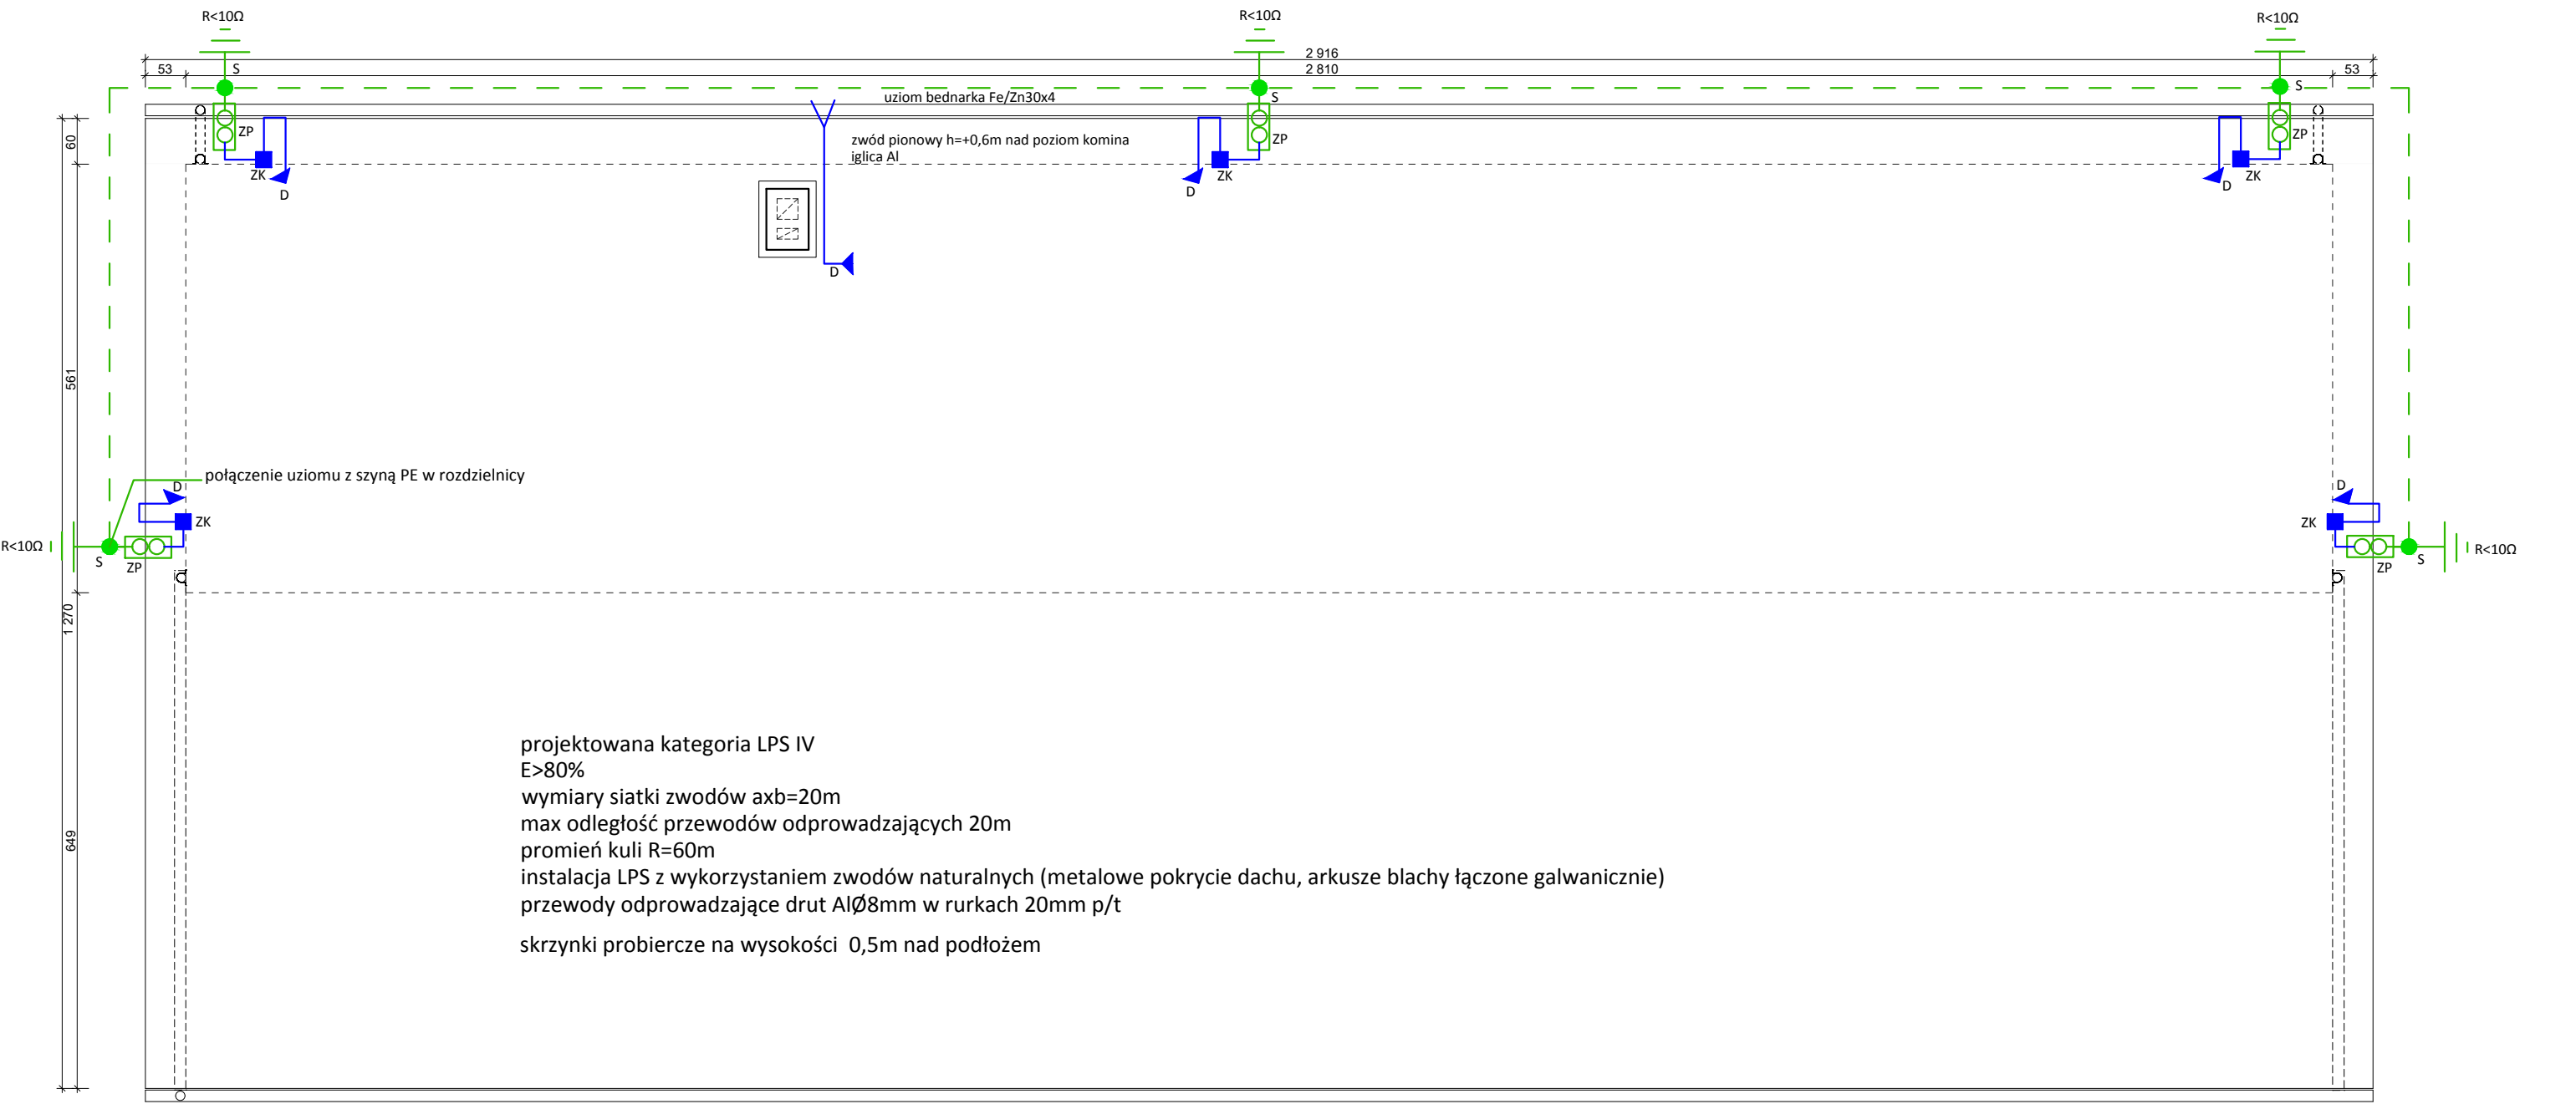 R<10Ω
R<10Ω
R<10Ω
2 916
53
S
2 810
53
S
S
uziom bednarka Fe/Zn30x4
60
ZP
zwód pionowy h=+0,6m nad poziom komina
iglica Al
ZP
ZP
ZK
D
ZK
D
ZK
D
D
561
połączenie uziomu z szyną PE w rozdzielnicy
D
ZK
D
ZK
R<10Ω
S
ZP
R<10Ω
S
ZP
1 270
649
projektowana kategoria LPS IV
E>80%
wymiary siatki zwodów axb=20m
max odległość przewodów odprowadzających 20m
promień kuli R=60m
instalacja LPS z wykorzystaniem zwodów naturalnych (metalowe pokrycie dachu, arkusze blachy łączone galwanicznie)
przewody odprowadzające drut AlØ8mm w rurkach 20mm p/t
skrzynki probiercze na wysokości 0,5m nad podłożem